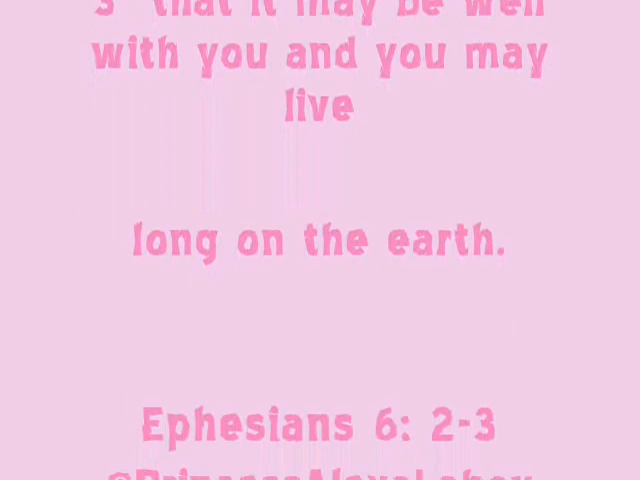 3 "that it may be well
with you and you may
live
long on the earth.
Ephesians 6: 2-3